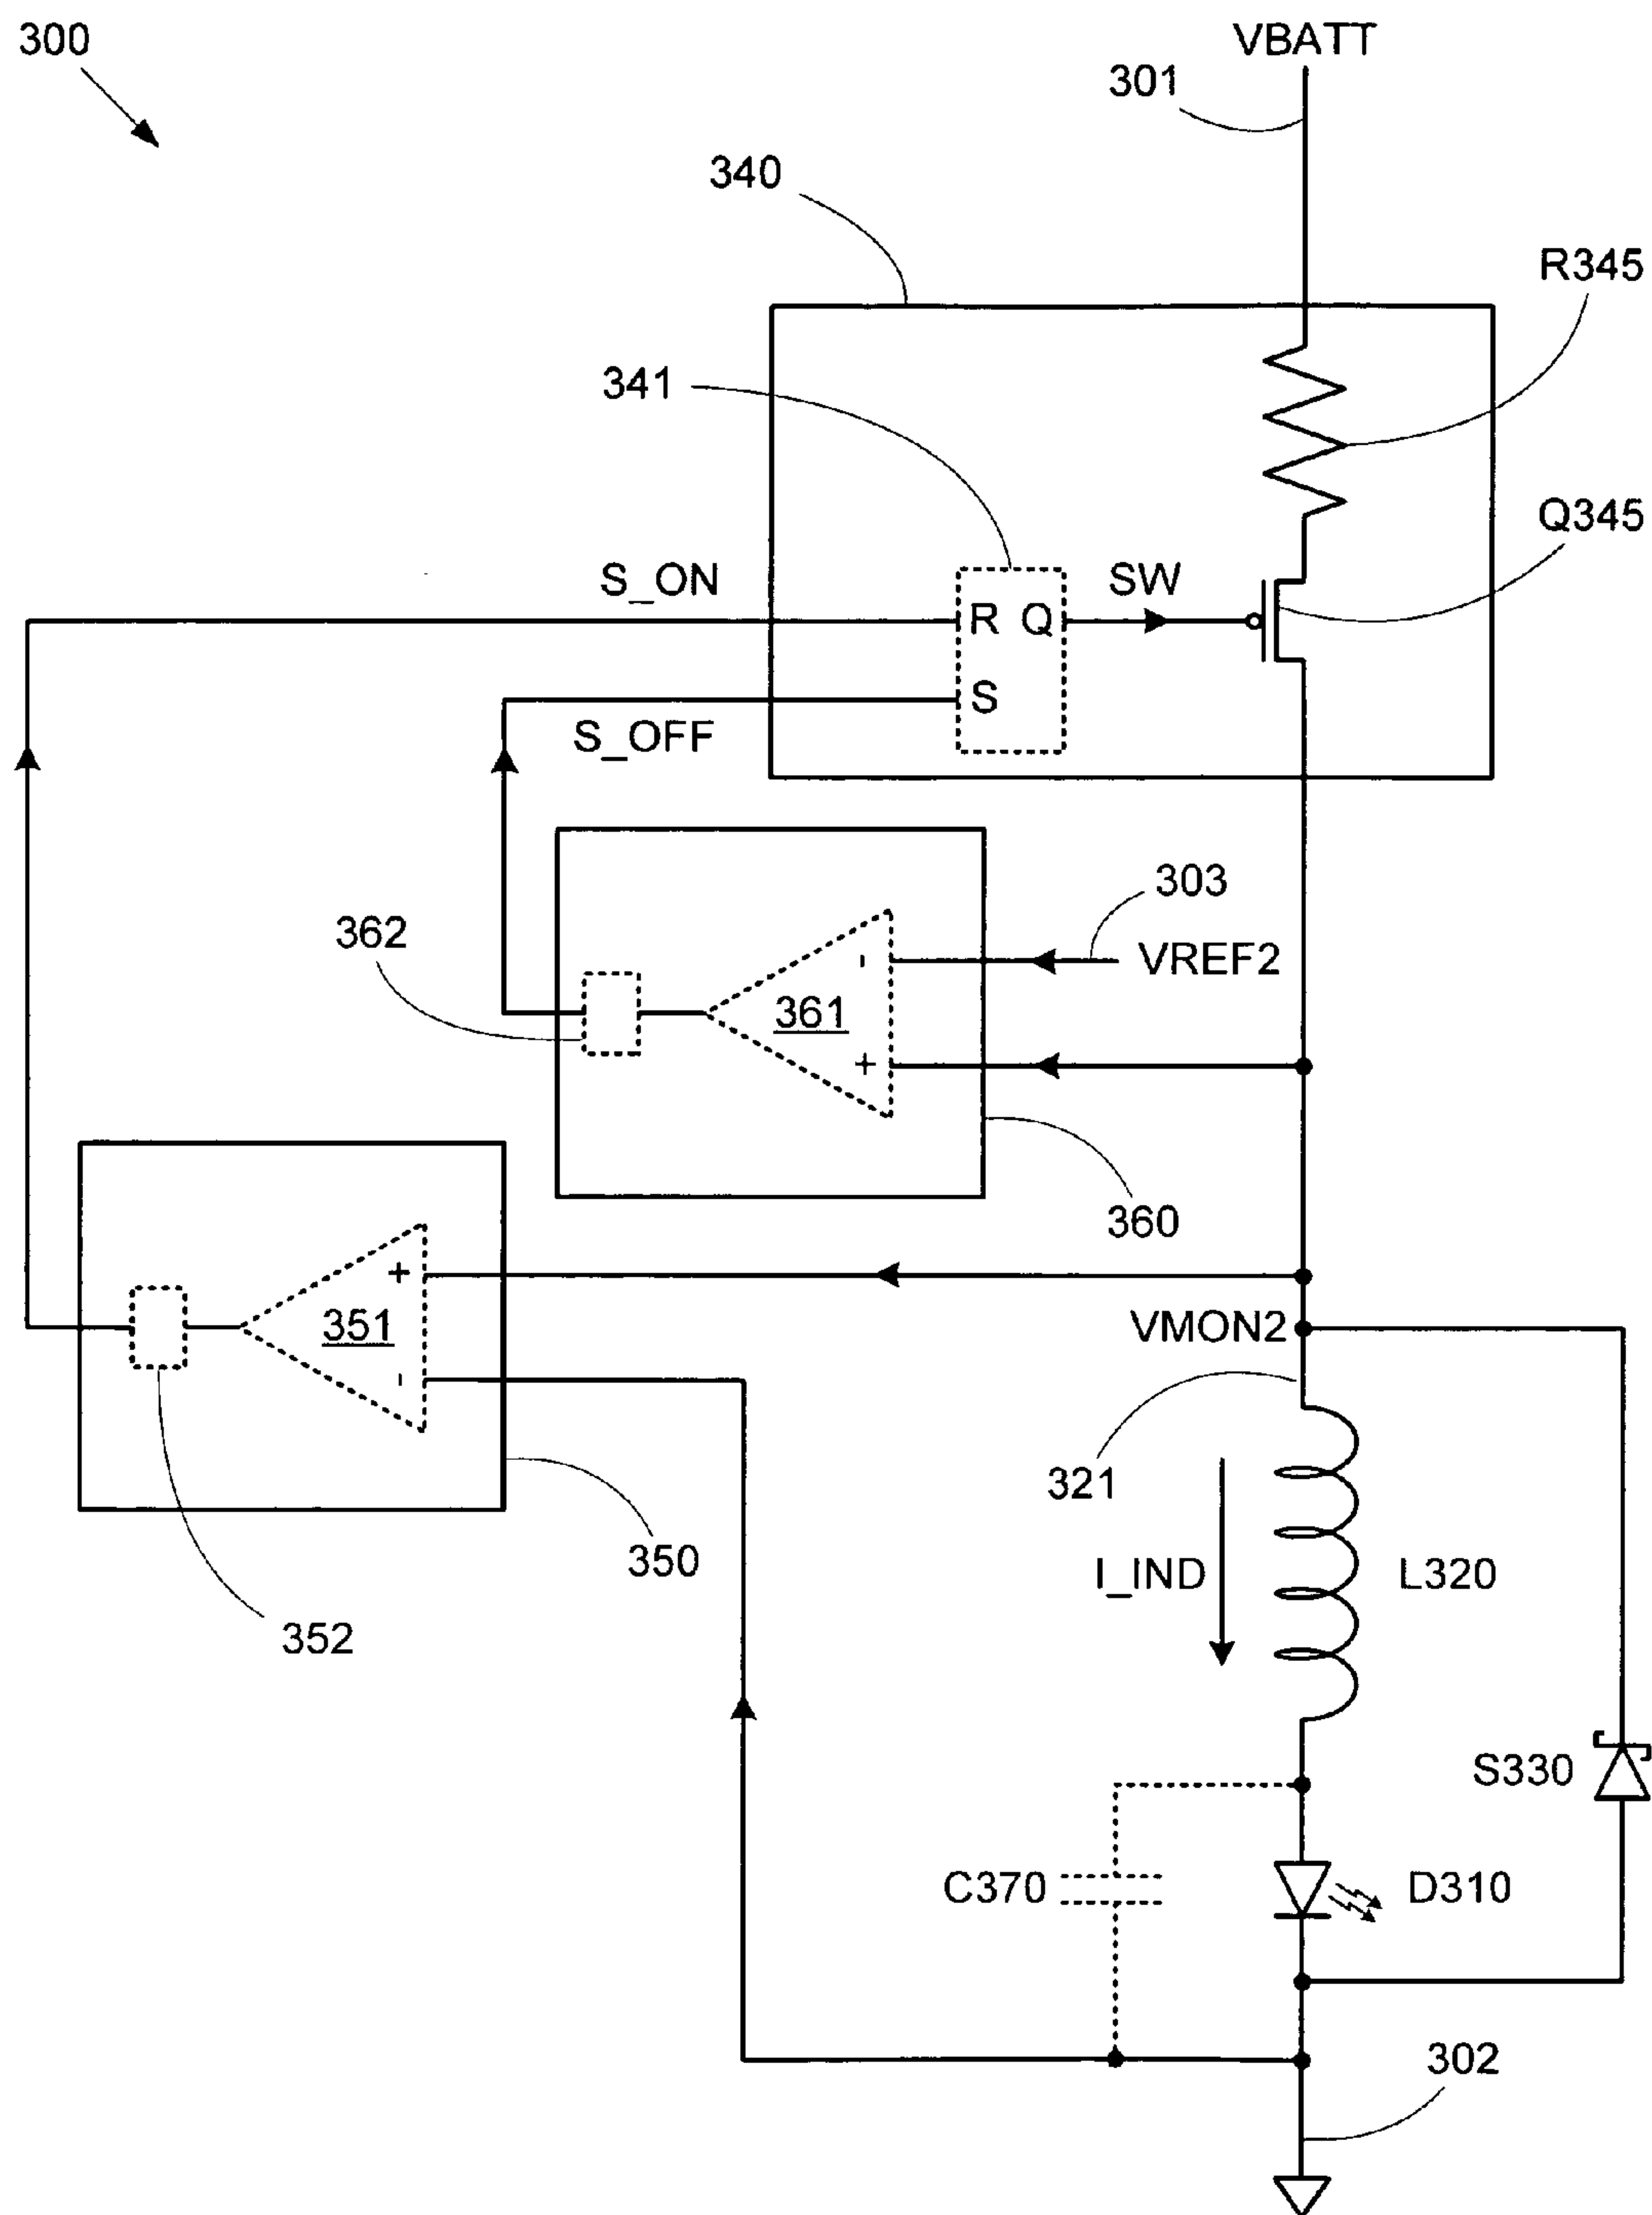 300
VBATT
301
340
R345
341
Q345
S_ON
SW
R Q
S
S_OFF
303
362
-
VREF2
361
+
360
+
351
VMON2
-
321
350
I_IND
L320
352
S330
C370
D310
302